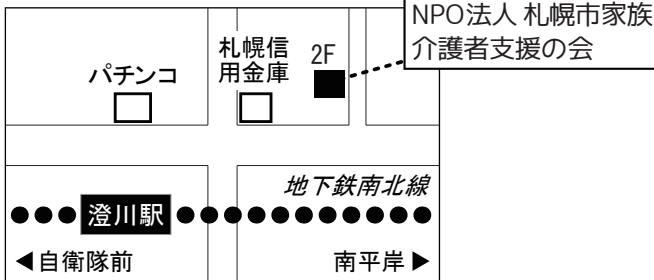 NPO法人 札幌市家族
介護者支援の会
札幌信
用金庫
2F
パチンコ
地下鉄南北線
澄川駅
◀自衛隊前
南平岸▶